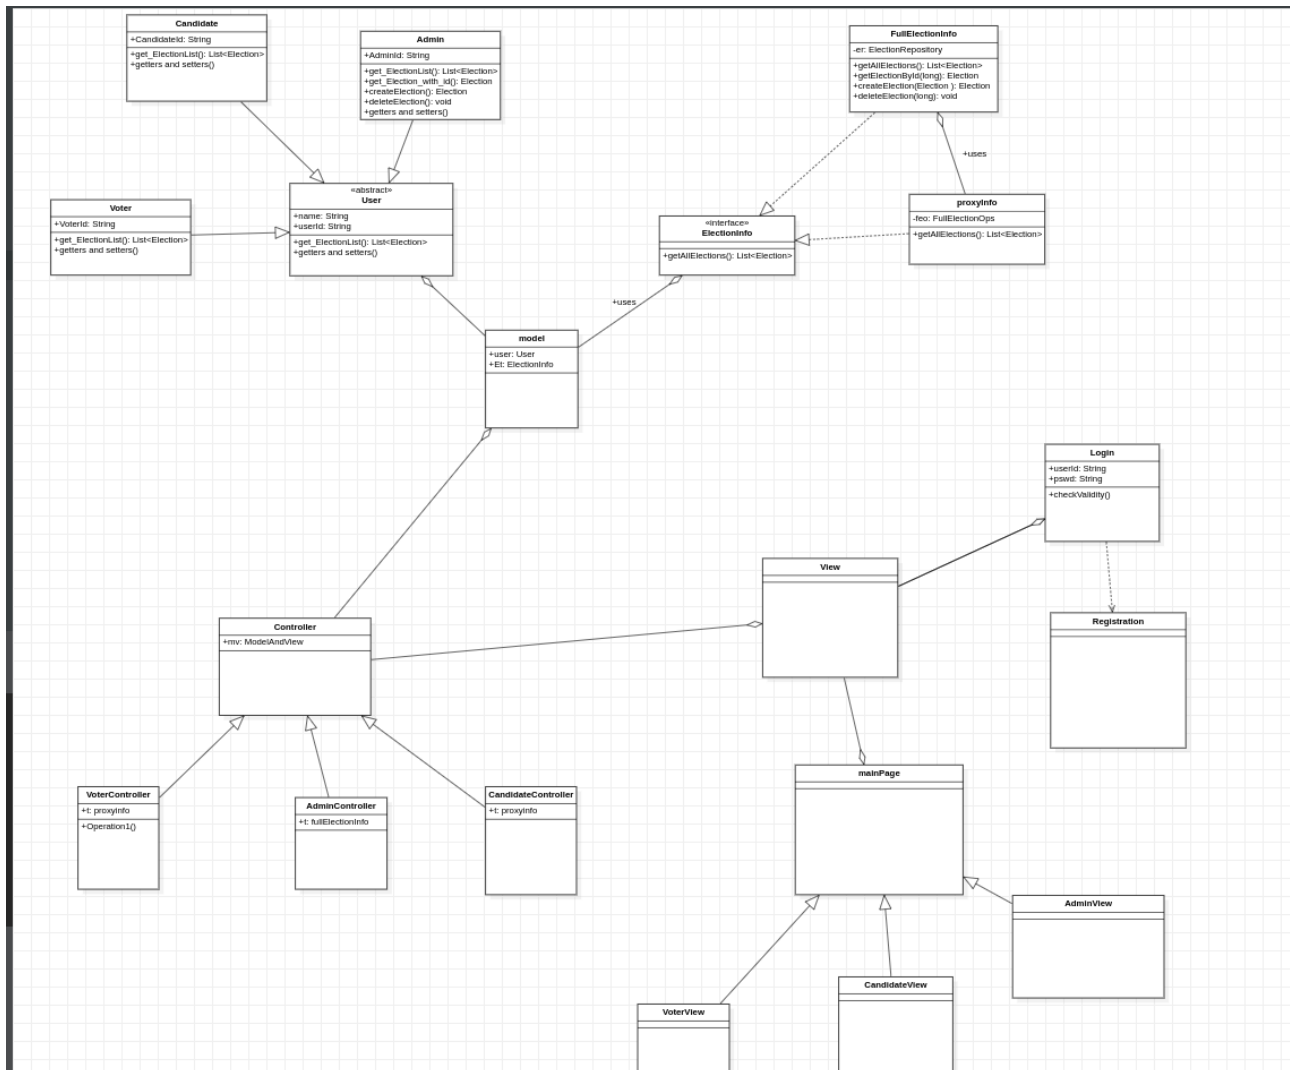 Candidate
+CandidateId: String
+get_ElectionList(): List<Election>
+getters and setters()
Admin
+AdminId: String
+get_ElectionList(): List<Election>
+get_Election_with_id(): Election
+createElection(): Election
+deleteElection(): void
+getters and setters()
FullElectionInfo
-er: ElectionRepository
+getAllElections(): List<Election>
+getElectionById(long): Election
+createElection(Election ): Election
+deleteElection(long): void
+uses
«abstract»
User
+name: String
+userId: String
+get_ElectionList(): List<Election>
+getters and setters()
Voter
+VoterId: String
+get_ElectionList(): List<Election>
+getters and setters()
«interface»
ElectionInfo
+getAllElections(): List<Election>
proxyInfo
-feo: FullElectionOps
+getAllElections(): List<Election>
+uses
model
+user: User
+EI: ElectionInfo
Login
+userId: String
+pswd: String
+checkValidity()
View
Registration
Controller
+mv: ModelAndView
mainPage
VoterController
+t: proxyinfo
+Operation1()
AdminController
+t: fullElectionInfo
CandidateController
+t: proxyinfo
AdminView
CandidateView
VoterView